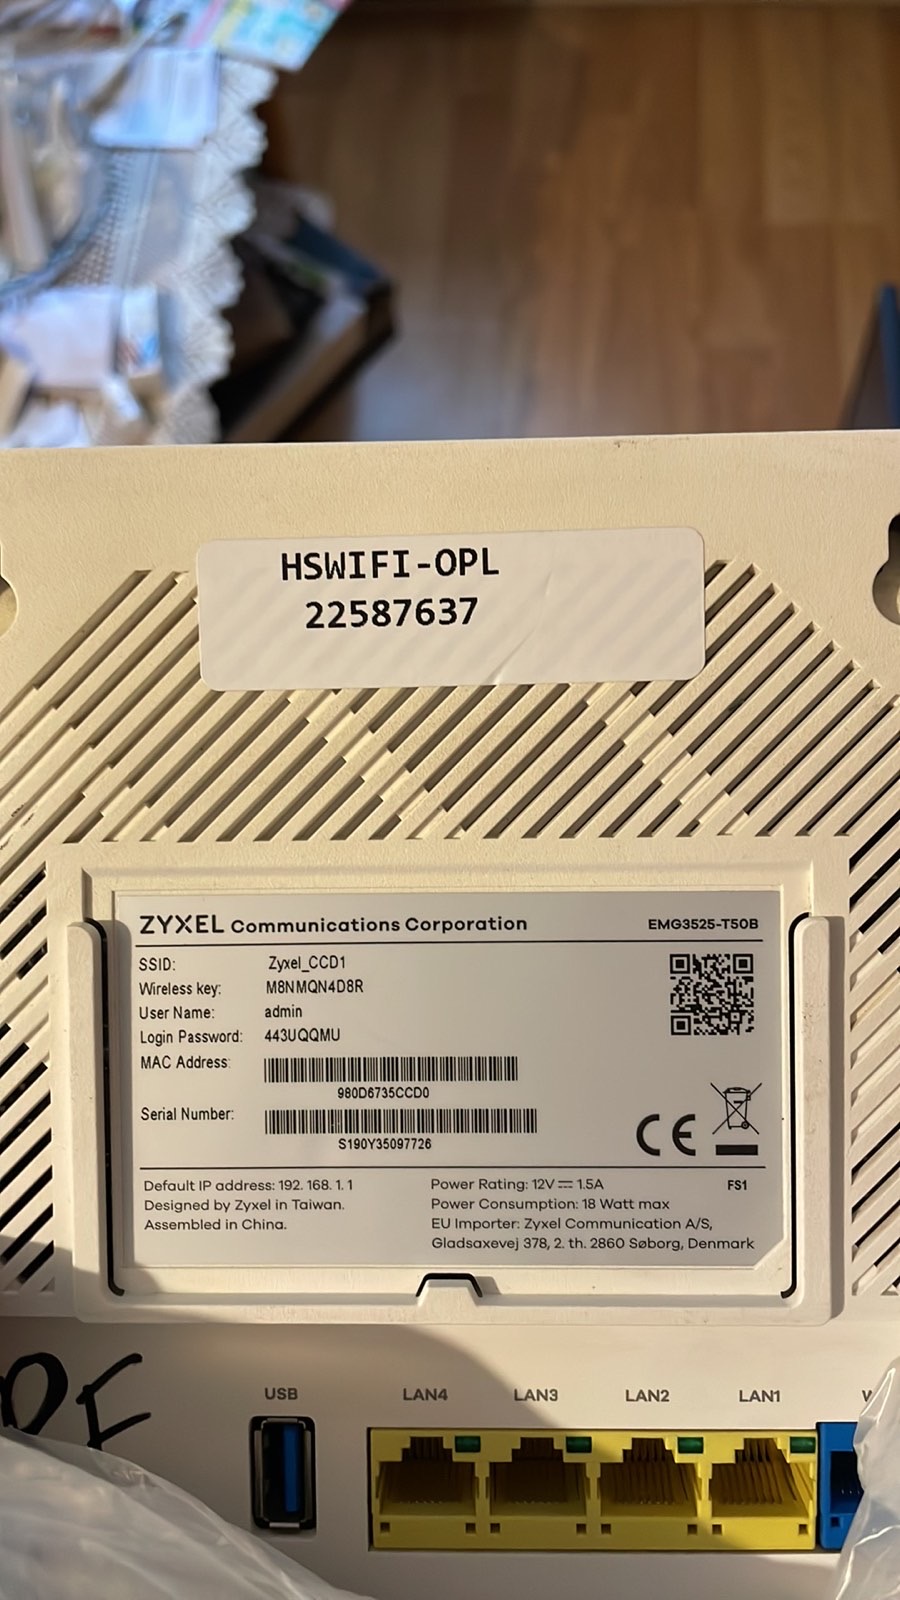 HSWIFI-OPL
22587637
ZYXEL Communications Corporation EMG3525-T50B
SSID: Zyxel_CCD1
Wireless key: M8NMQN4D8R
User Name: admin
Login Password: 443UQQMU
MAC Address:
980D6735CCD0
Serial Number:
S190Y35097726
Default IP address: 192.168.1.1
Designed by Zyxel in Taiwan.
Assembled in China.
Power Rating: 12V ⎓ 1.5A
Power Consumption: 18 Watt max
EU Importer: Zyxel Communication A/S,
Gladsaxevej 378, 2. th. 2860 Søborg, Denmark
CE
FS1
USB LAN4 LAN3 LAN2 LAN1